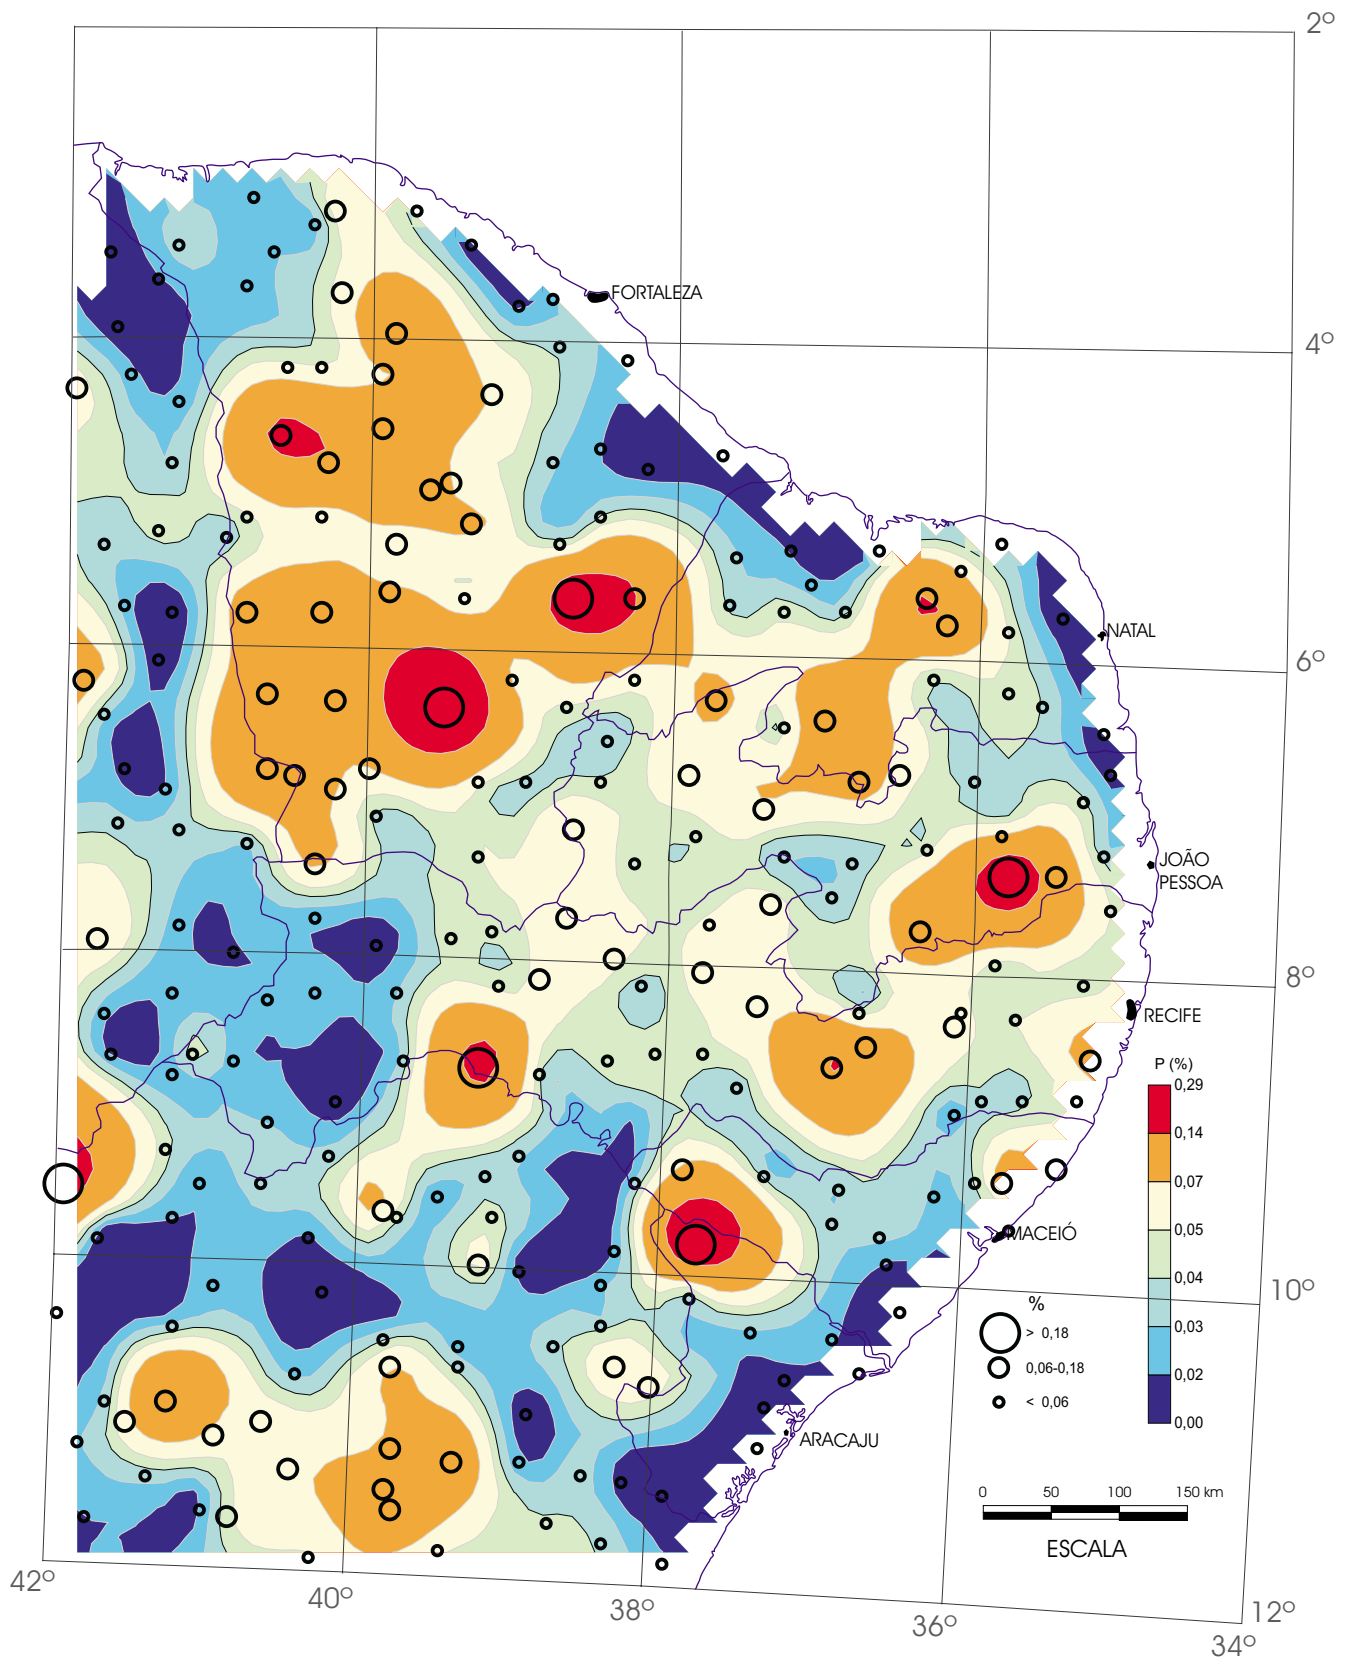 2°
FORTALEZA
4°
NATAL
6°
JOÃO
PESSOA
8°
RECIFE
P (%)
0,29
0,14
0,07
0,05
0,04
0,03
0,02
0,00
MACEIÓ
10°
%
> 0,18
0,06-0,18
< 0,06
ARACAJU
0 50 100 150 km
ESCALA
42° 40° 38° 36° 34° 12°